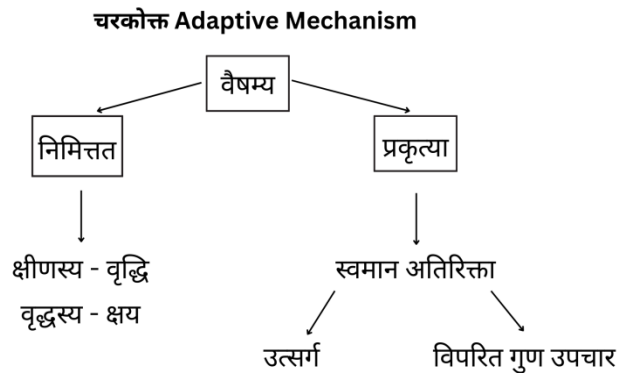 चरकोक्त Adaptive Mechanism
वैषम्य
निमित्तत
प्रकृत्या
क्षीणस्य - वृद्धि
वृद्धस्य - क्षय
स्वमान अतिरिक्ता
उत्सर्ग
विपरित गुण उपचार